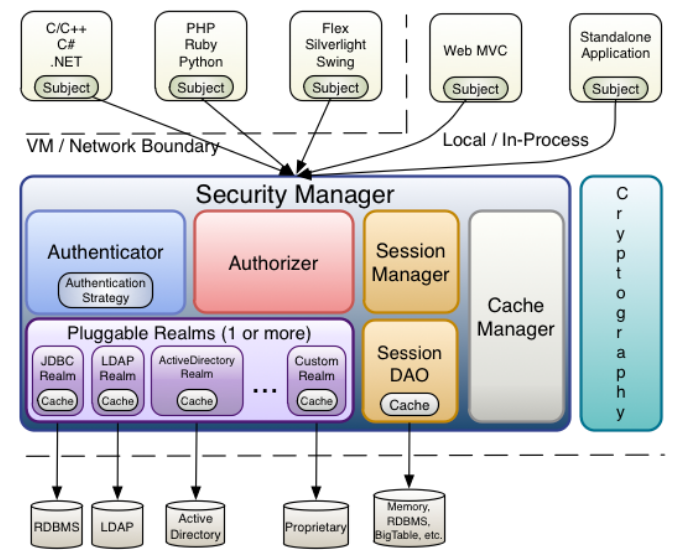 C/C++
C#
.NET
Subject
PHP
Ruby
Python
Subject
Flex
Silverlight
Swing
Subject
Web MVC
Subject
Standalone
Application
Subject
VM / Network Boundary
Local / In-Process
Security Manager
Authenticator
Authentication
Strategy
Authorizer
Session
Manager
Cache
Manager
Cryptography
Pluggable Realms (1 or more)
JDBC
Realm
Cache
LDAP
Realm
Cache
ActiveDirectory
Realm
Cache
...
Custom
Realm
Cache
Session
DAO
Cache
RDBMS
LDAP
Active
Directory
Proprietary
Memory,
RDBMS,
BigTable, etc.